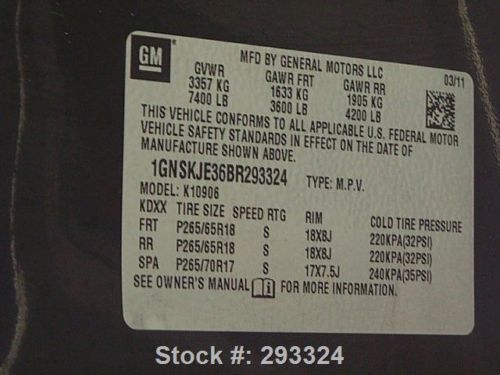 GM
MFD BY GENERAL MOTORS LLC
03/11
GVWR GAWR FRT GAWR RR
3357 KG 1633 KG 1905 KG
7400 LB 3600 LB 4200 LB
THIS VEHICLE CONFORMS TO ALL APPLICABLE U.S. FEDERAL MOTOR
VEHICLE SAFETY STANDARDS IN EFFECT ON THE DATE OF
MANUFACTURE SHOWN ABOVE.
1GNSKJE36BR293324 TYPE: M.P.V.
MODEL: K10906
KDXX TIRE SIZE SPEED RTG RIM COLD TIRE PRESSURE
FRT P265/65R18 S 18X8J 220KPA(32PSI)
RR P265/65R18 S 18X8J 220KPA(32PSI)
SPA P265/70R17 S 17X7.5J 240KPA(35PSI)
SEE OWNER'S MANUAL i FOR MORE INFORMATION.
Stock #: 293324